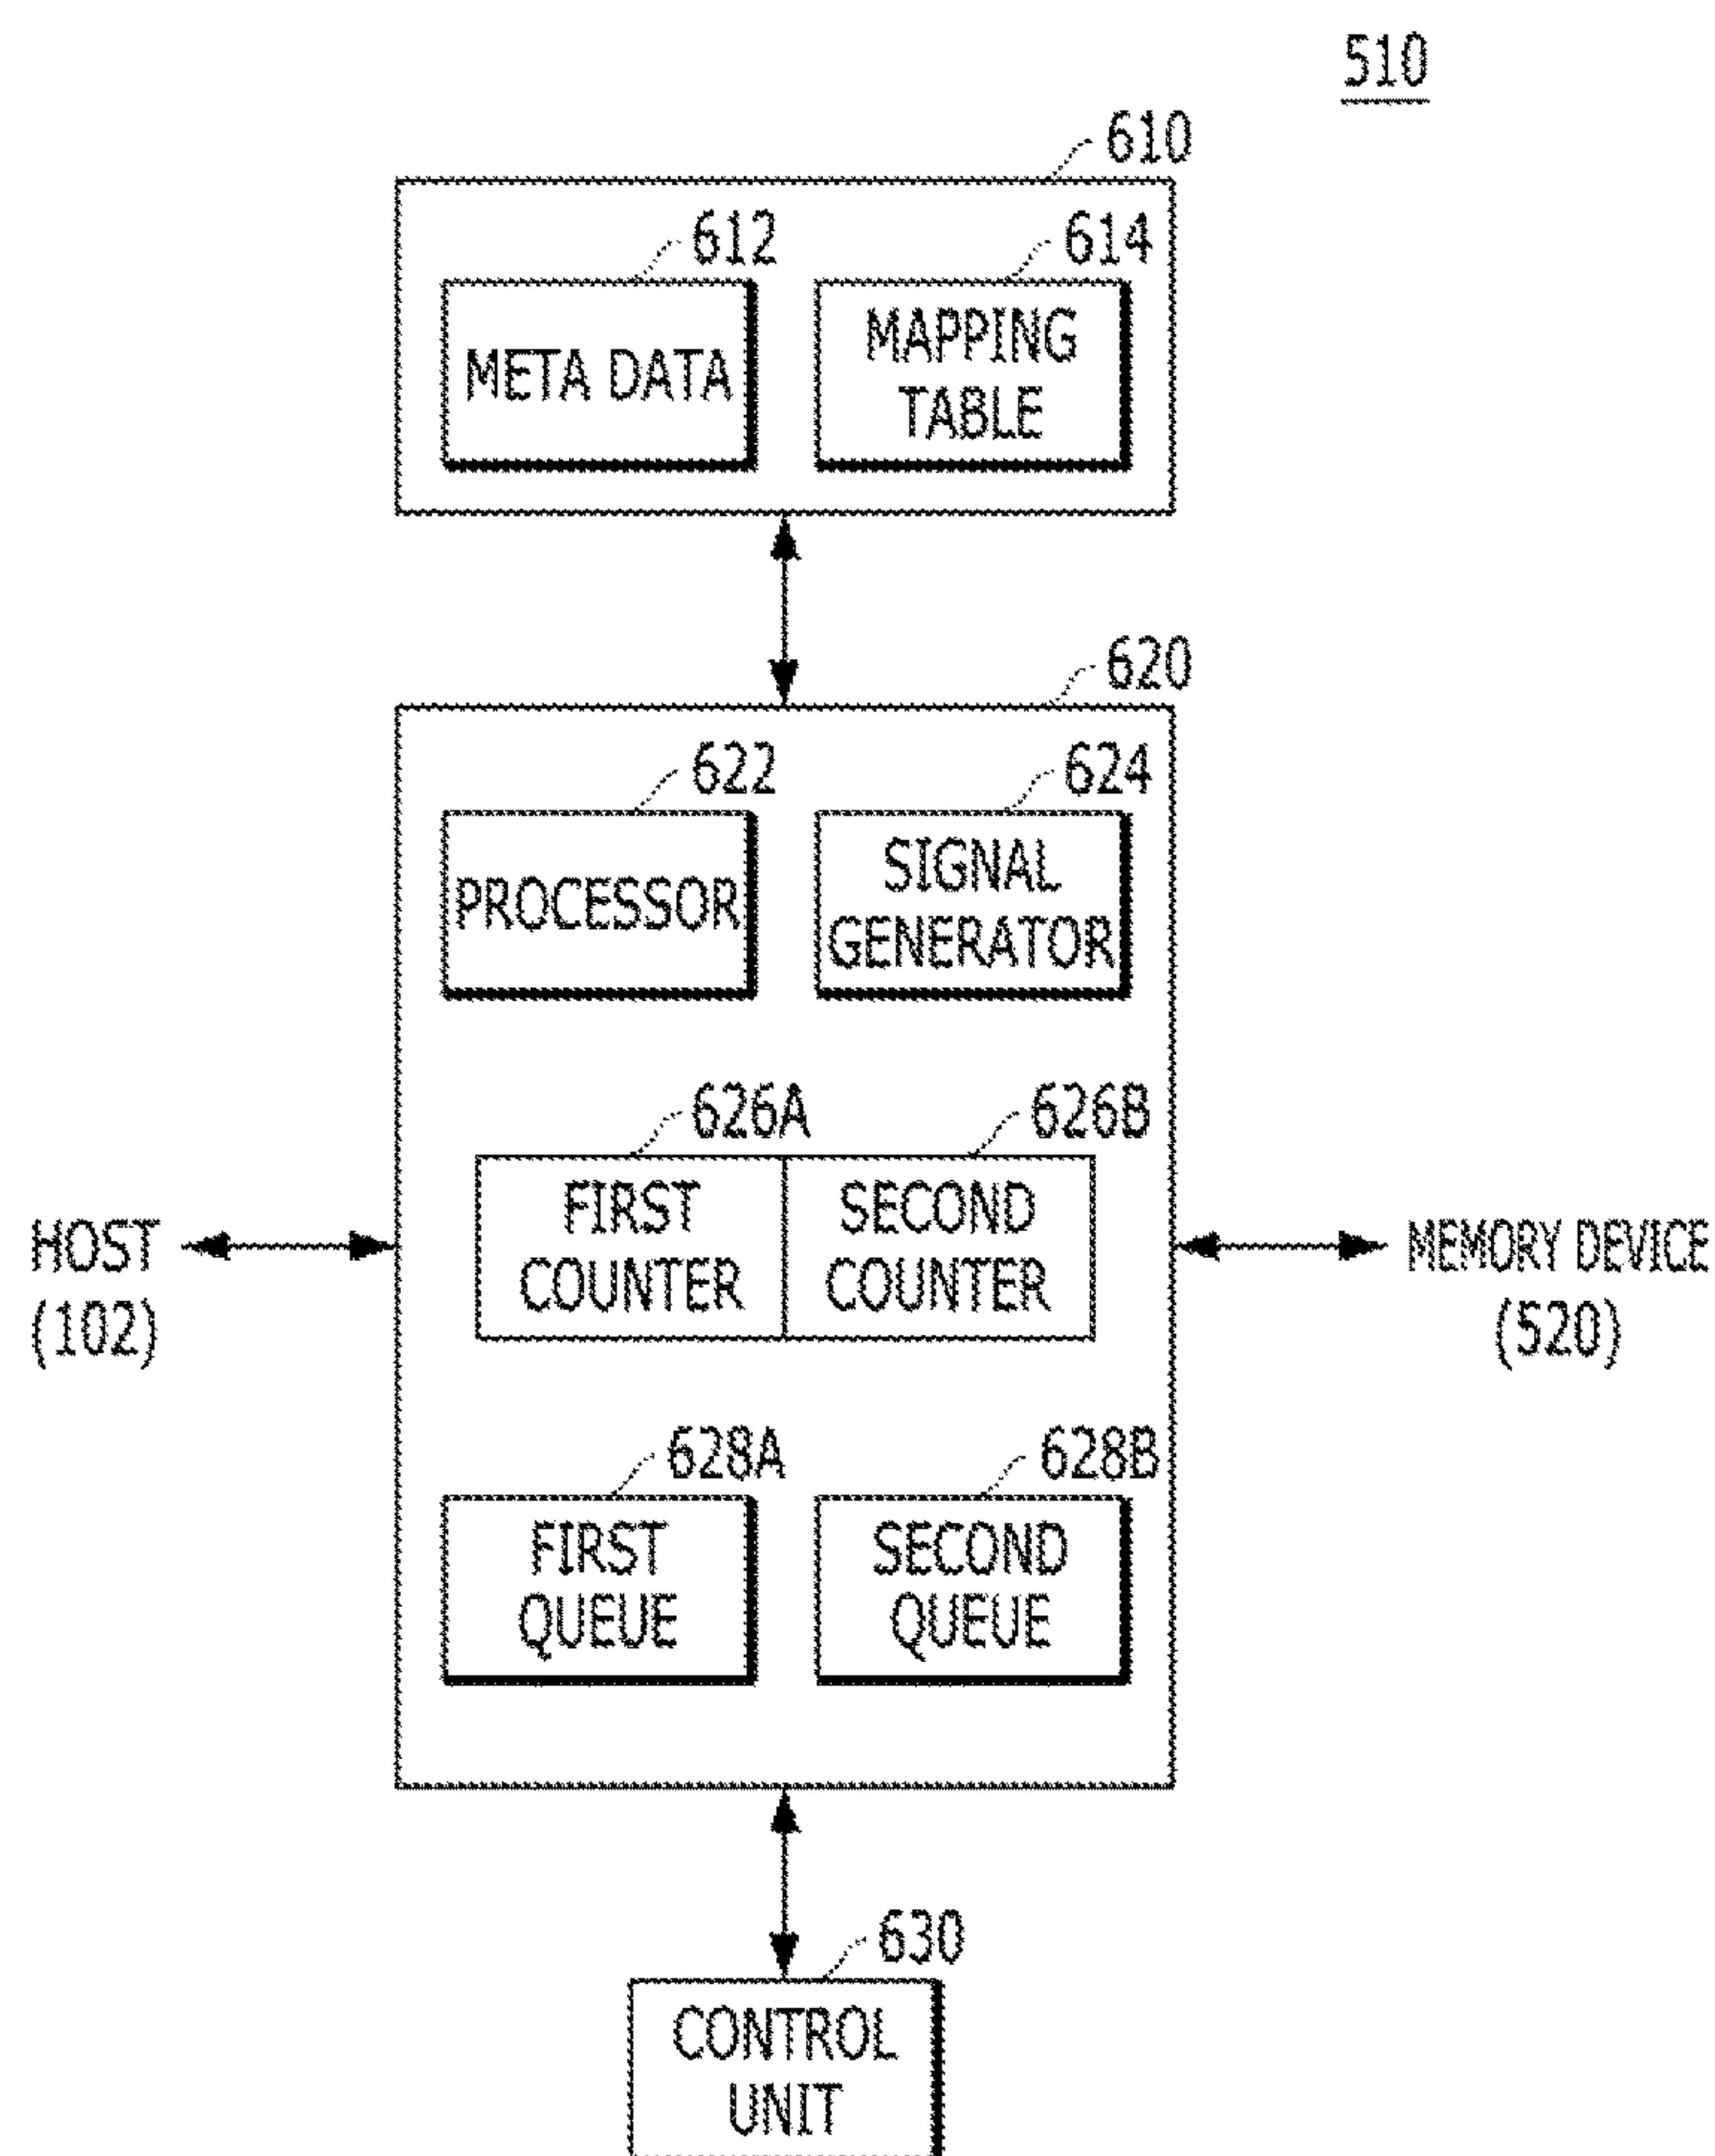 510
610
612
614
META DATA
MAPPING
TABLE
620
622
624
PROCESSOR
SIGNAL
GENERATOR
626A
626B
FIRST
COUNTER
SECOND
COUNTER
HOST
(102)
MEMORY DEVICE
(520)
628A
628B
FIRST
QUEUE
SECOND
QUEUE
630
CONTROL
UNIT